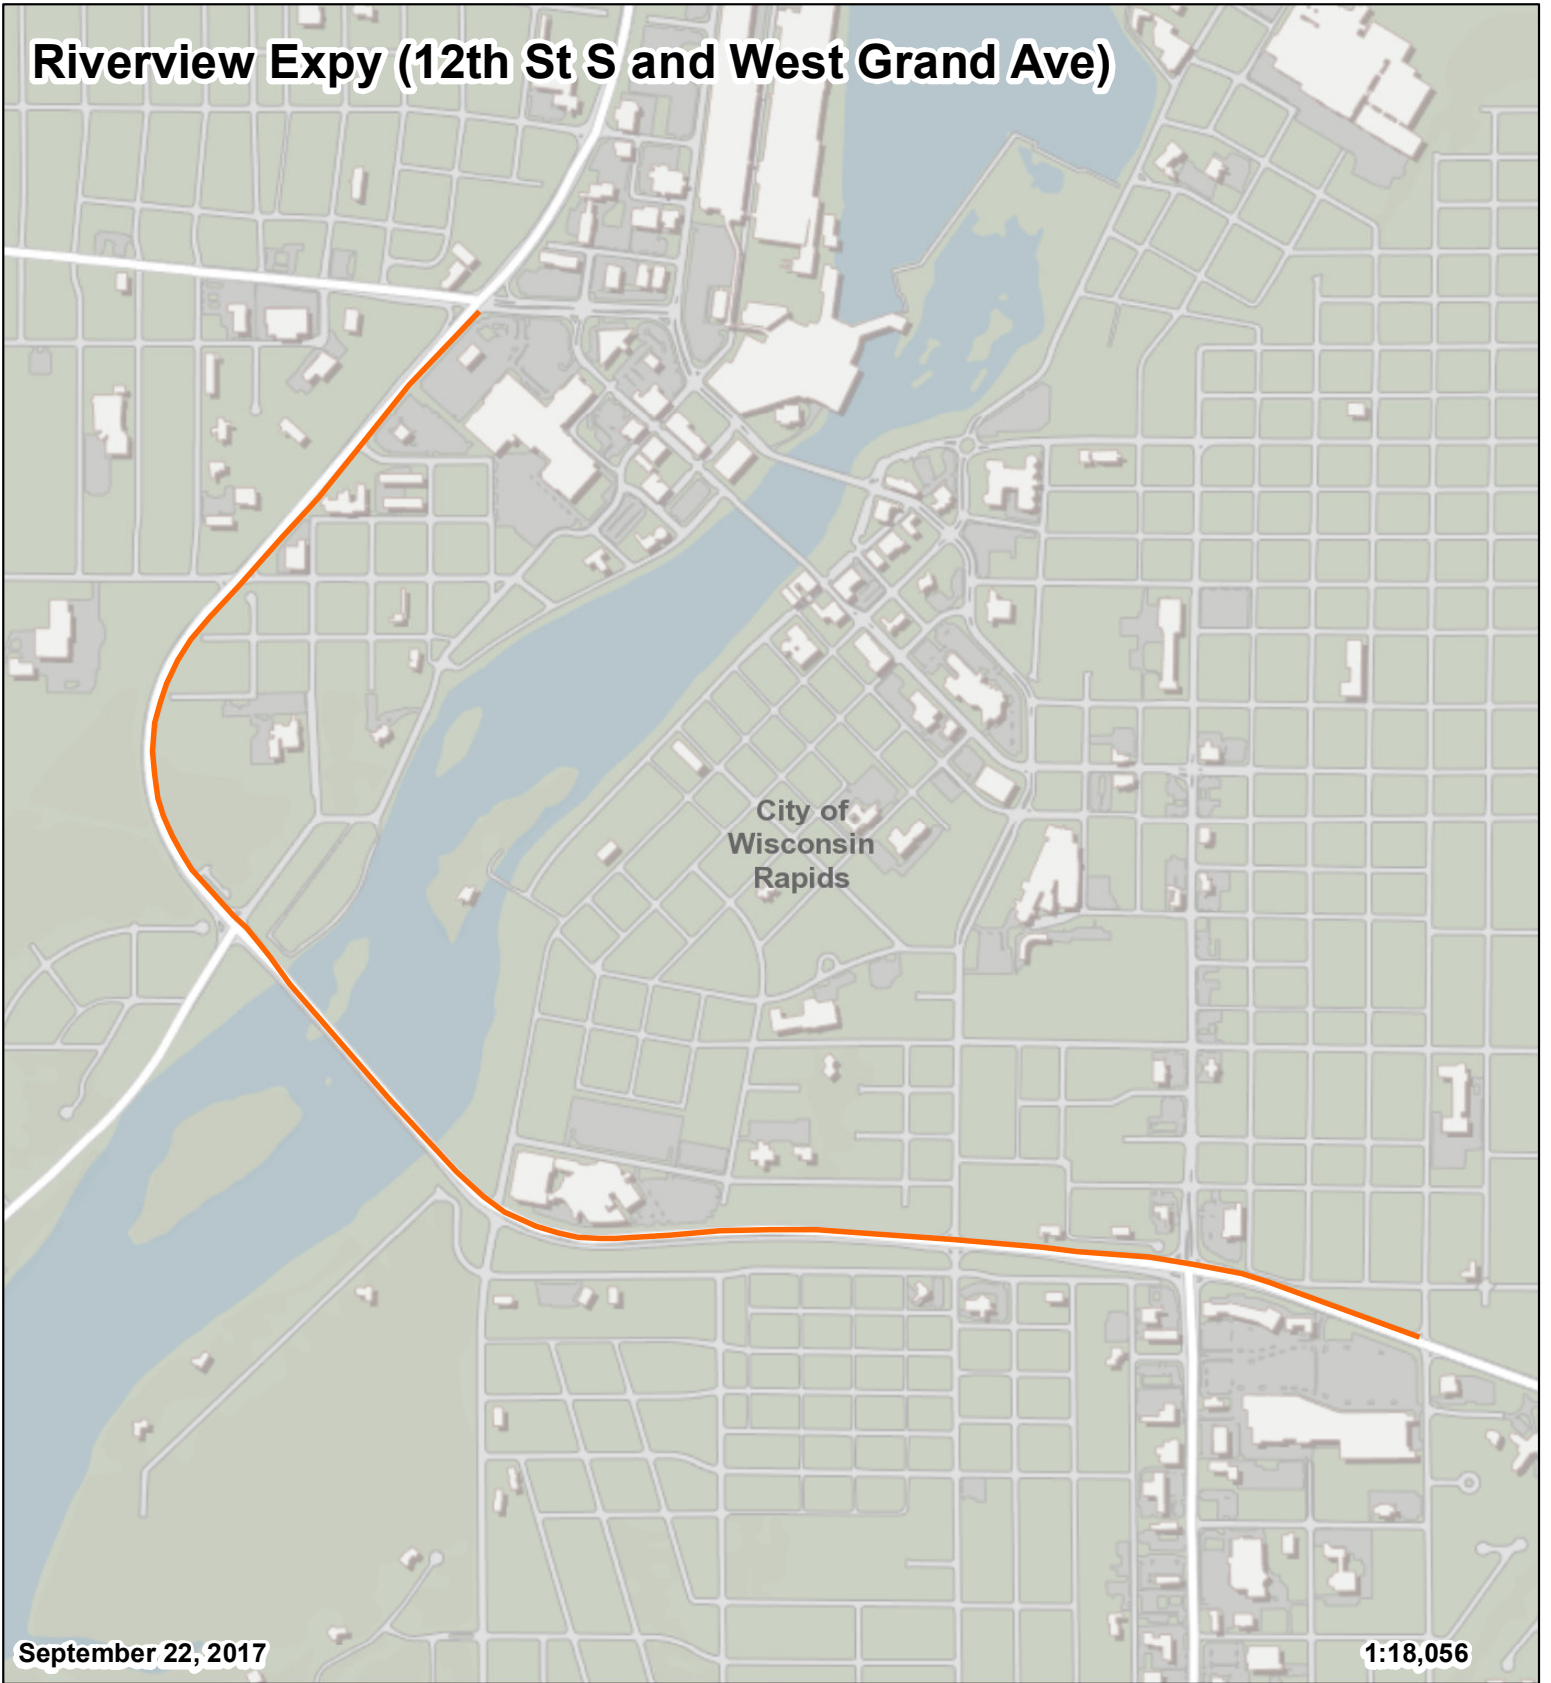 Riverview Expy (12th St S and West Grand Ave)
City of
Wisconsin
Rapids
September 22, 2017
1:18,056